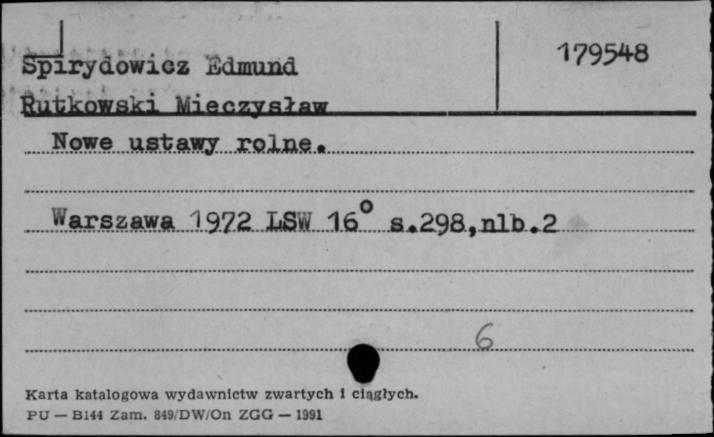 Spirydowicz Edmund
179548
Rutkowski Mieczysław
Nowe ustawy rolne.
Warszawa 1972 LSW 16° s.298,nlb.2
6
Karta katalogowa wydawnictw zwartych i ciągłych.
PU — B144 Zam. 849/DW/On ZGG — 1991